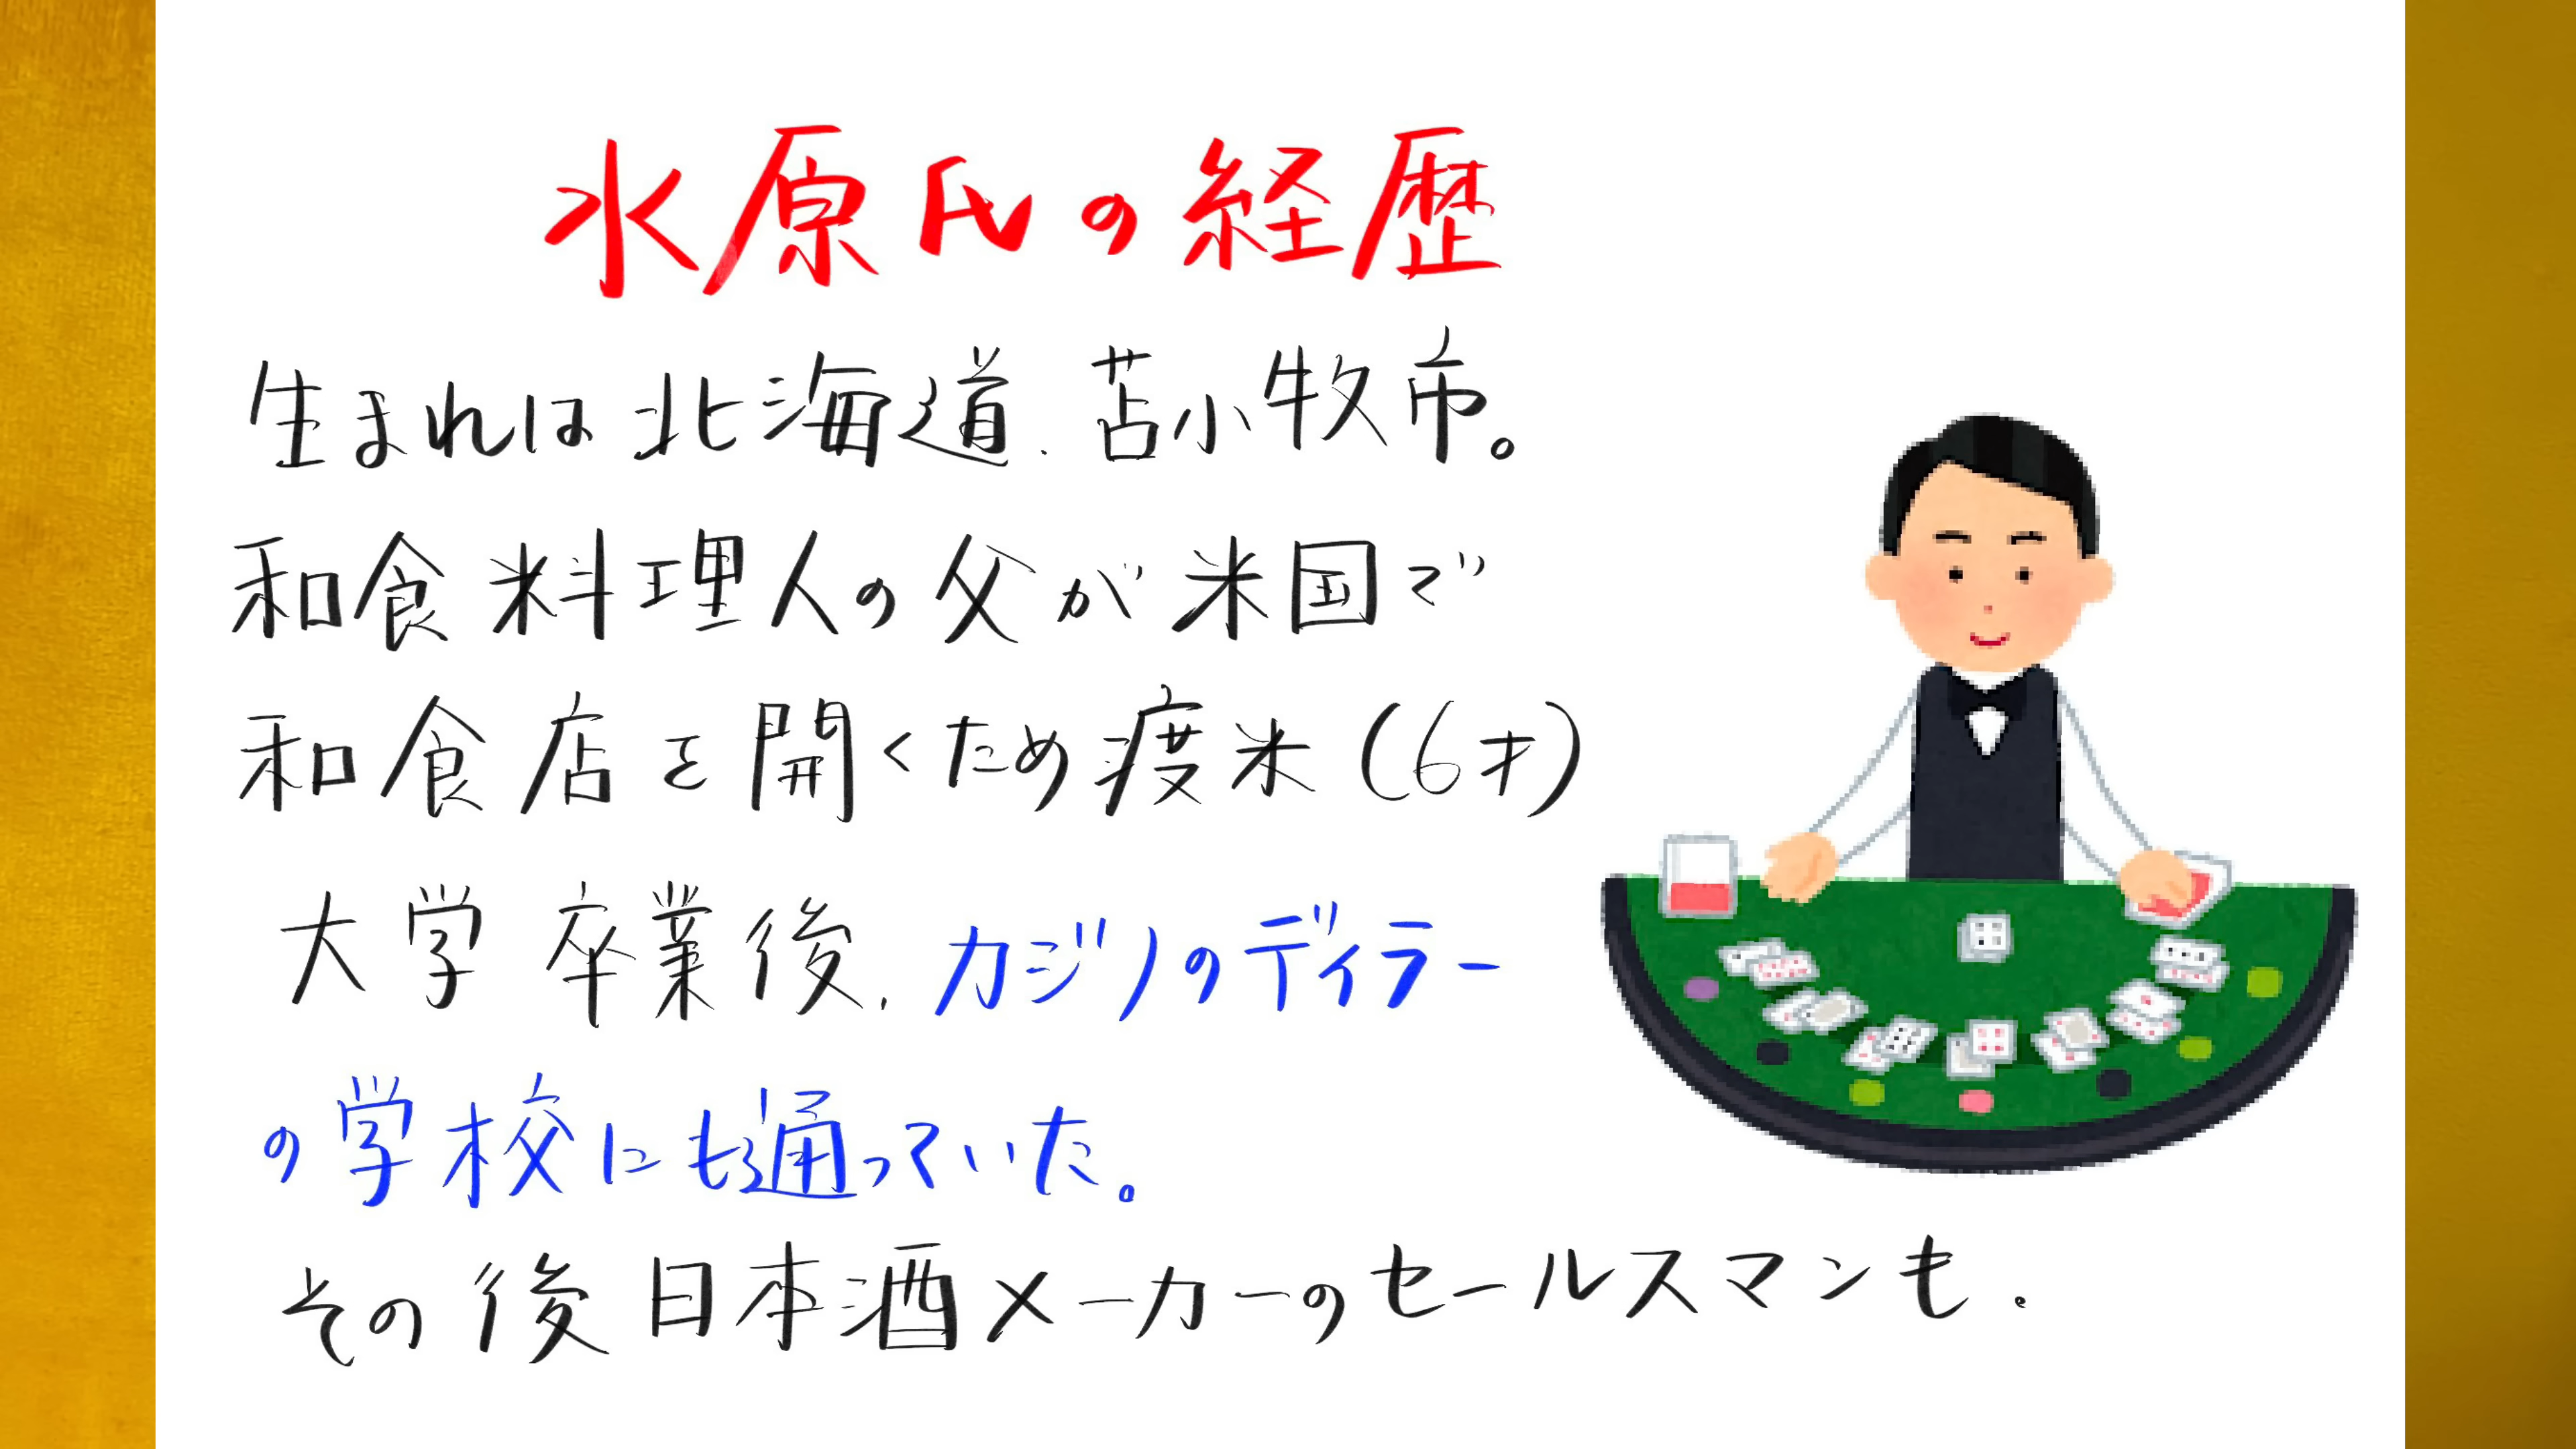 水原氏の経歴
生まれは北海道、苫小牧市。
和食料理人の父が米国で
和食店を開くため渡米(6才)
大学卒業後、カジノのディラー
の学校にも通っていた。
その後日本酒メーカーのセールスマンも。